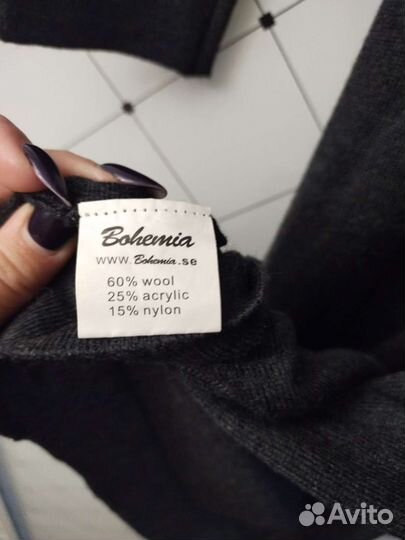 Bohemia
www.Bohemia.se
60% wool
25% acrylic
15% nylon
Avito